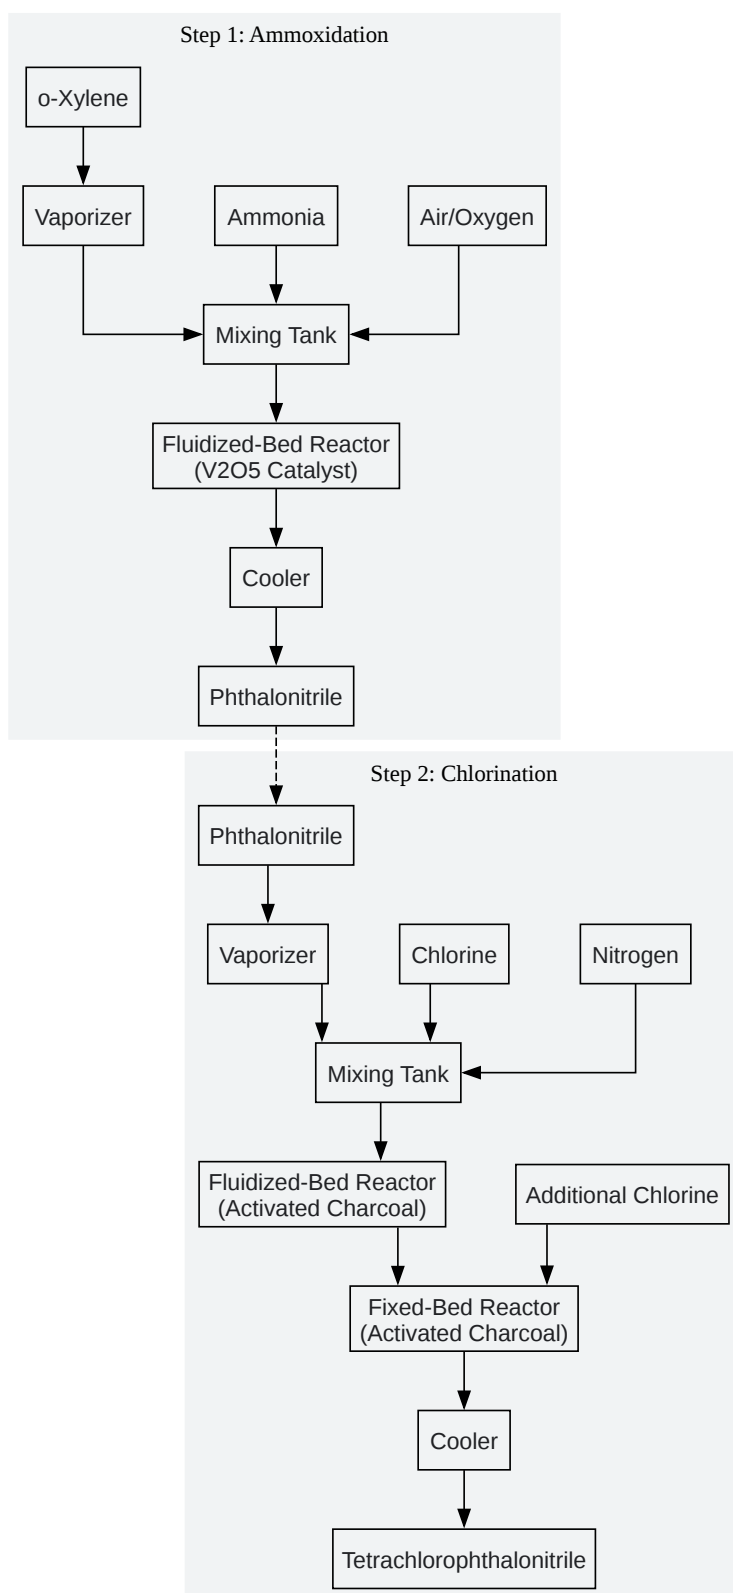 Step 1: Ammoxidation
o-Xylene
Vaporizer
Ammonia
Air/Oxygen
Mixing Tank
Fluidized-Bed Reactor
(V2O5 Catalyst)
Cooler
Phthalonitrile
Step 2: Chlorination
Phthalonitrile
Vaporizer
Chlorine
Nitrogen
Mixing Tank
Fluidized-Bed Reactor
(Activated Charcoal)
Additional Chlorine
Fixed-Bed Reactor
(Activated Charcoal)
Cooler
Tetrachlorophthalonitrile